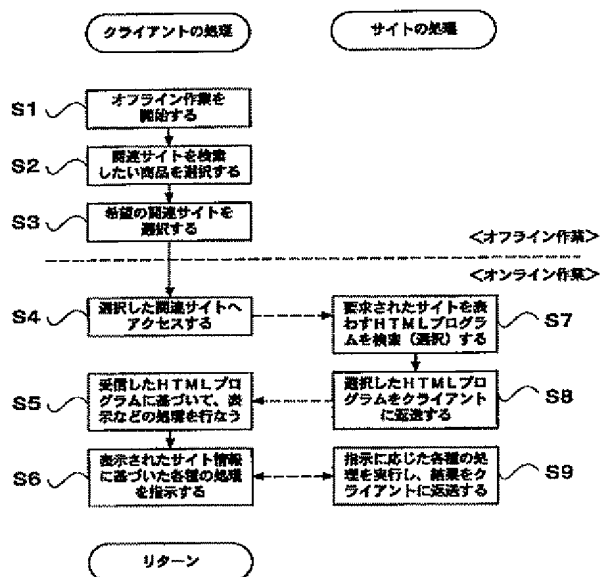 クライアントの処理
サイトの処理
S1
オフライン作業を
開始する
S2
関連サイトを検索
したい商品を選択する
S3
希望の関連サイトを
選択する
<オフライン作業>
<オンライン作業>
S4
選択した関連サイトへ
アクセスする
要求されたサイトを表
わすHTMLプログラ
ムを検索(選択)する
S7
S5
受信したHTMLプロ
グラムに基づいて、表
示などの処理を行なう
選択したHTMLプロ
グラムをクライアント
に返送する
S8
S6
表示されたサイト情報
に基づいた各種の処理
を指示する
指示に応じた各種の処
理を実行し、結果をク
ライアントに返送する
S9
リターン